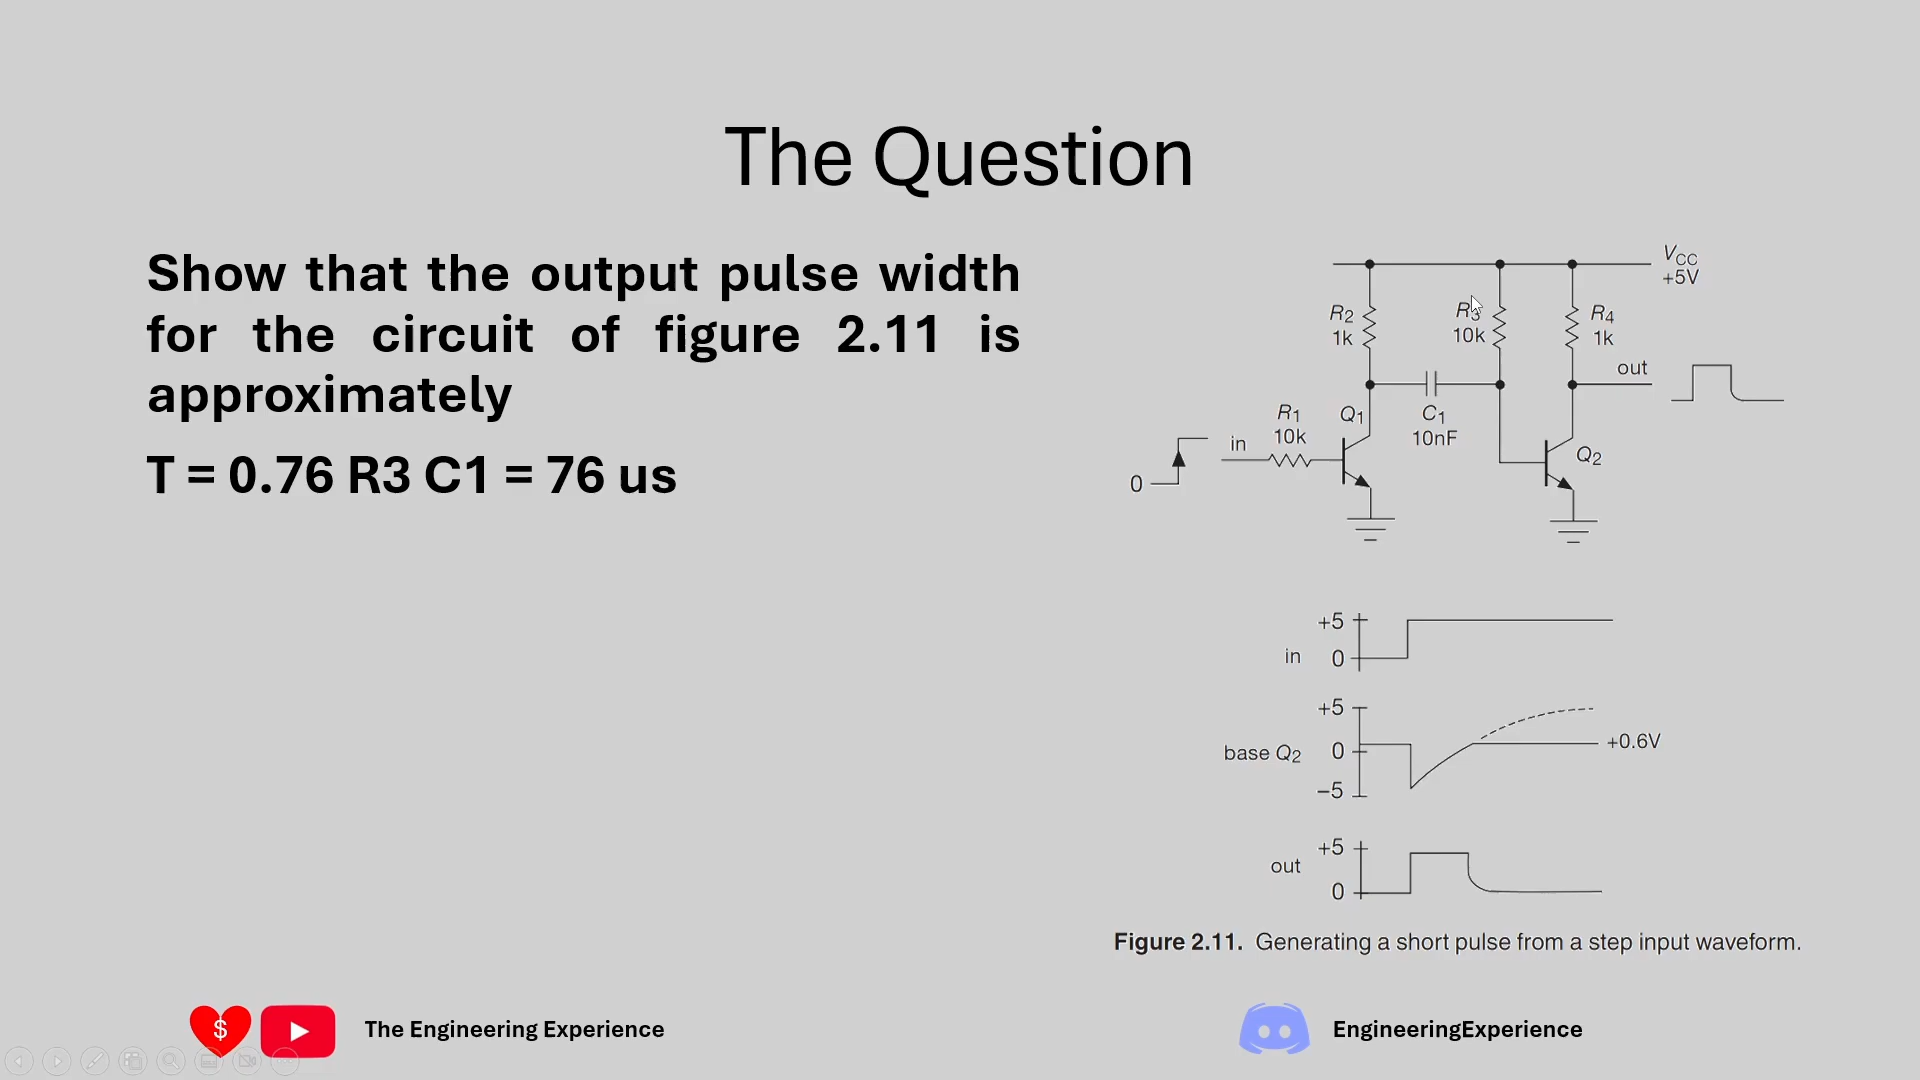 The Question
Show that the output pulse width
for the circuit of figure 2.11 is
approximately
T = 0.76 R3 C1 = 76 us
VCC
+5V
R2
1k
R3
10k
R4
1k
out
R1
10k
Q1
C1
10nF
in
Q2
0
+5
in 0
+5
base Q2 0 +0.6V
−5
+5
out
0
Figure 2.11. Generating a short pulse from a step input waveform.
$ The Engineering Experience
EngineeringExperience